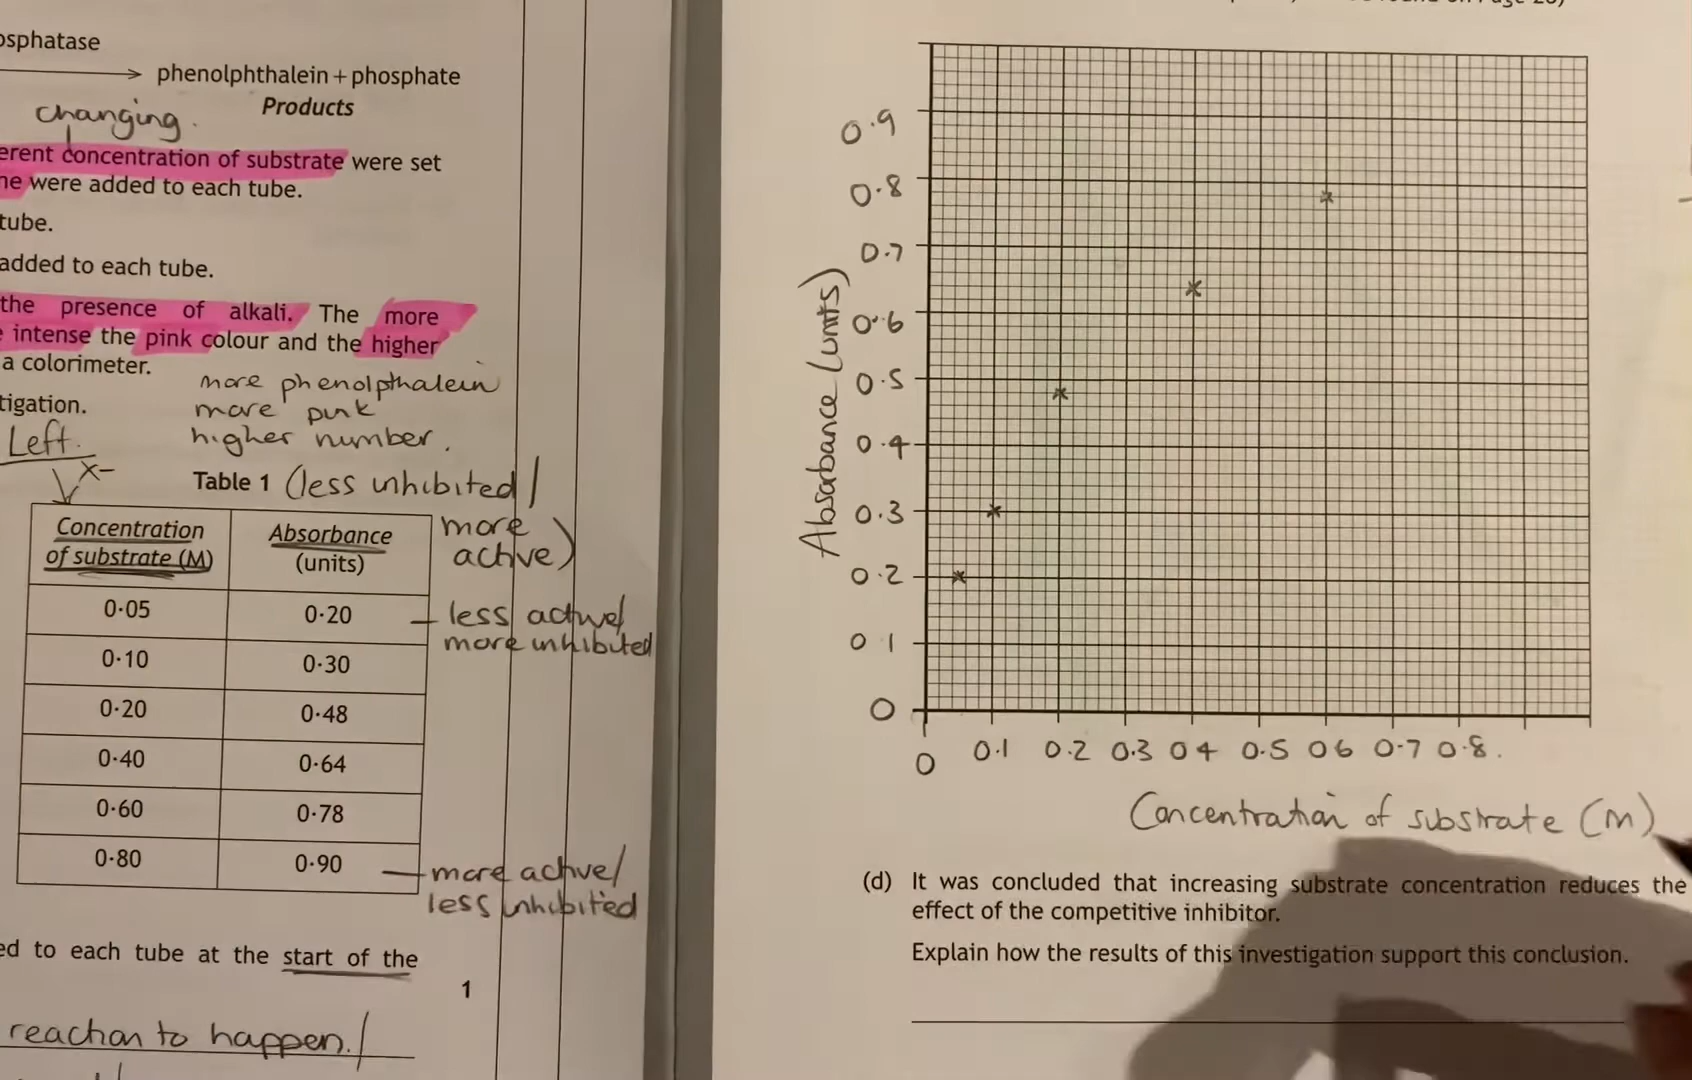 osphatase
phenolphthalein + phosphate
Products
changing.
erent concentration of substrate were set
ne were added to each tube.
tube.
added to each tube.
the presence of alkali. The more
intense the pink colour and the higher
a colorimeter.
more phenolpthalein
tigation.
more pink
Left.
higher number.
x-
Table 1 (less inhibited/
more
active)
Concentration
of substrate (M)
Absorbance
(units)
0·05 0·20
less active/
more inhibited
0·10 0·30
0·20 0·48
0·40 0·64
0·60 0·78
0·80 0·90
more active/
less inhibited
ed to each tube at the start of the
1
reaction to happen./
Absorbance (units)
0.9
0.8
0.7
0.6
0.5
0.4
0.3
0.2
0 1
0
0 0.1 0.2 0.3 0 4 0.5 0 6 0.7 0.8.
Concentration of substrate (M)
(d) It was concluded that increasing substrate concentration reduces the
effect of the competitive inhibitor.
Explain how the results of this investigation support this conclusion.